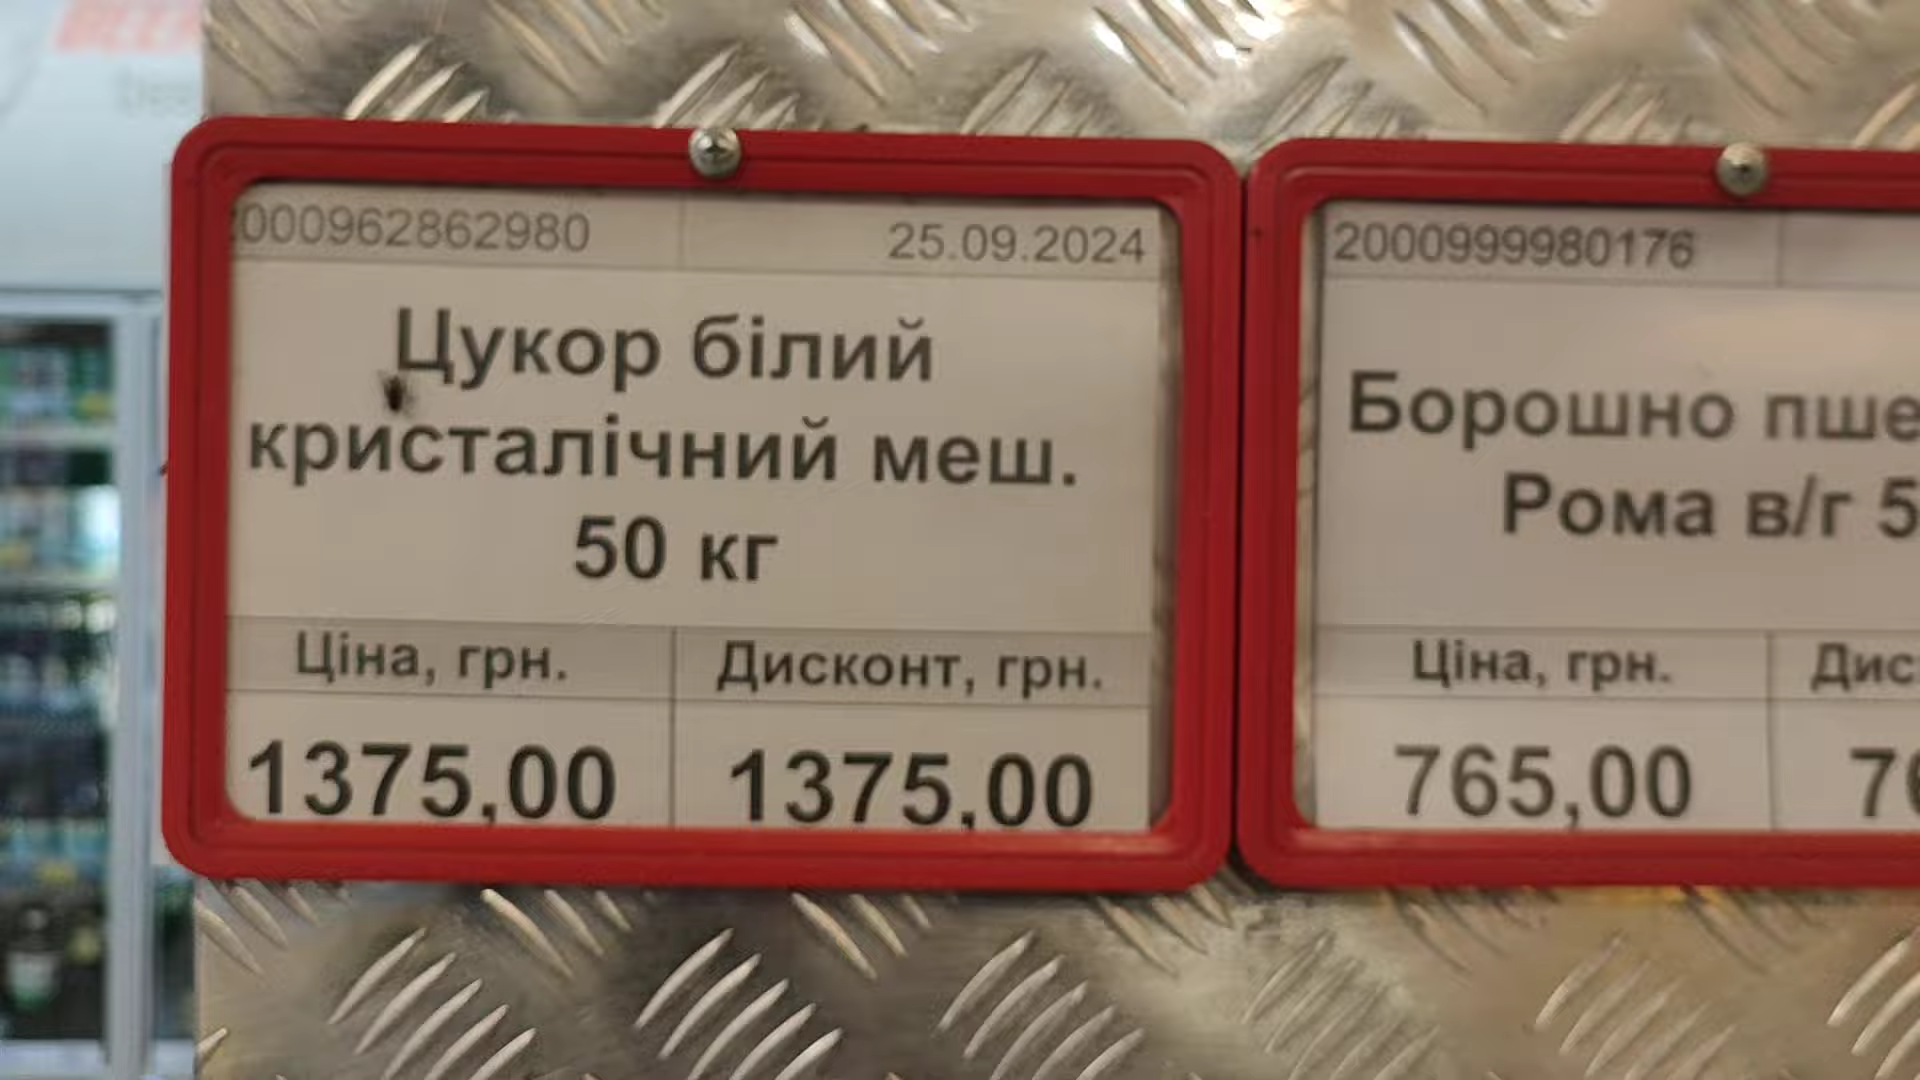 000962862980 25.09.2024
Цукор білий
кристалічний меш.
50 кг
Ціна, грн. Дисконт, грн.
1375,00 1375,00
2000999980176
Борошно пше
Рома в/г 5
Ціна, грн. Дис
765,00 76